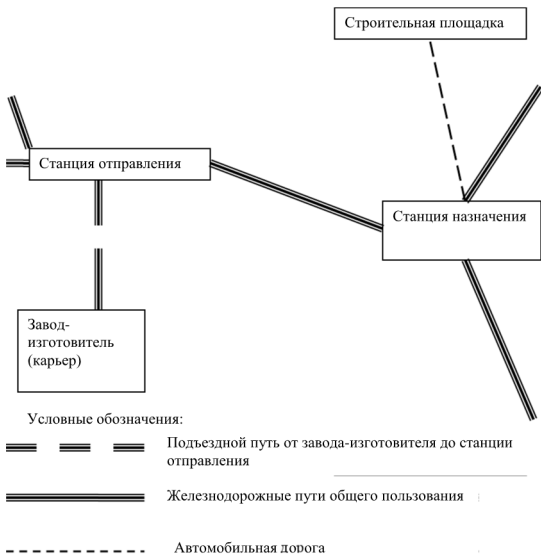 Строительная площадка
Станция отправления
Станция назначения
Завод-
изготовитель
(карьер)
Условные обозначения:
Подъездной путь от завода-изготовителя до станции
отправления
Железнодорожные пути общего пользования
Автомобильная дорога